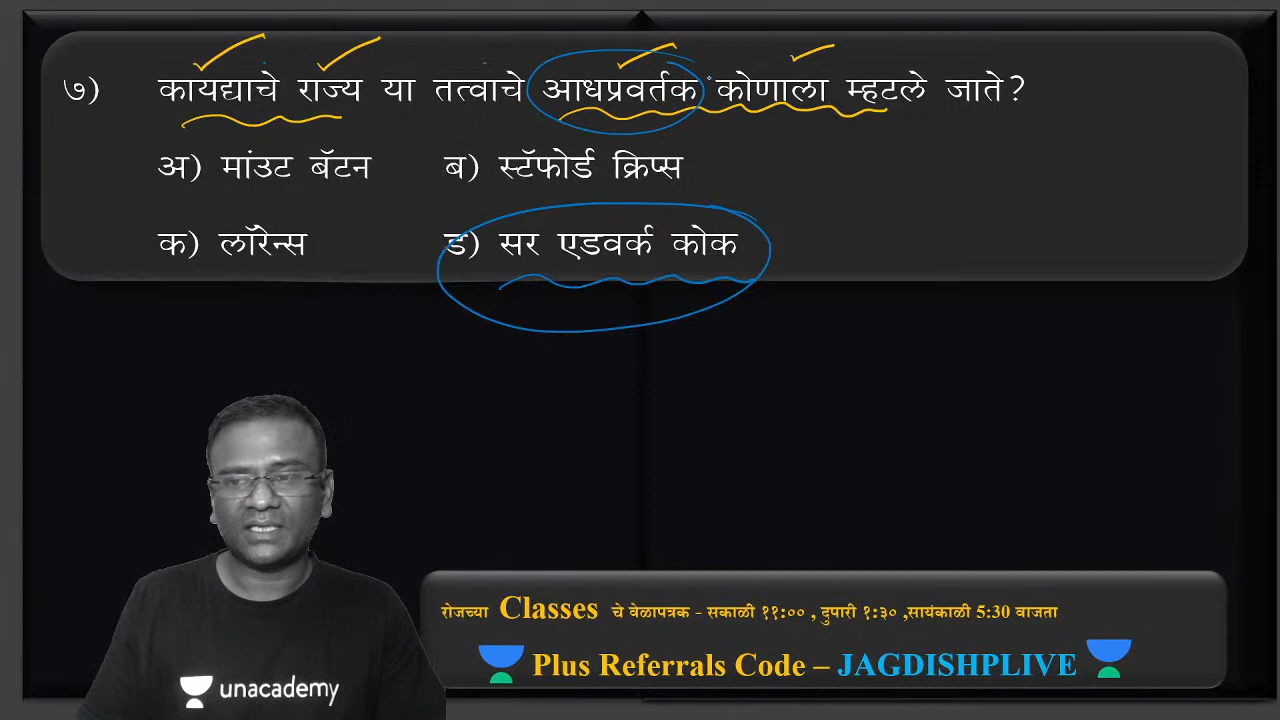 ७) कायद्याचे राज्य या तत्वाचे आधप्रवर्तक कोणाला म्हटले जाते?
अ) मांउट बॅटन ब) स्टॅफोर्ड क्रिप्स
क) लॉरेन्स ड) सर एडवर्क कोक
रोजच्या Classes चे वेळापत्रक - सकाळी ११:०० , दुपारी १:३० ,सायंकाळी 5:30 वाजता
Plus Referrals Code – JAGDISHPLIVE
unacademy